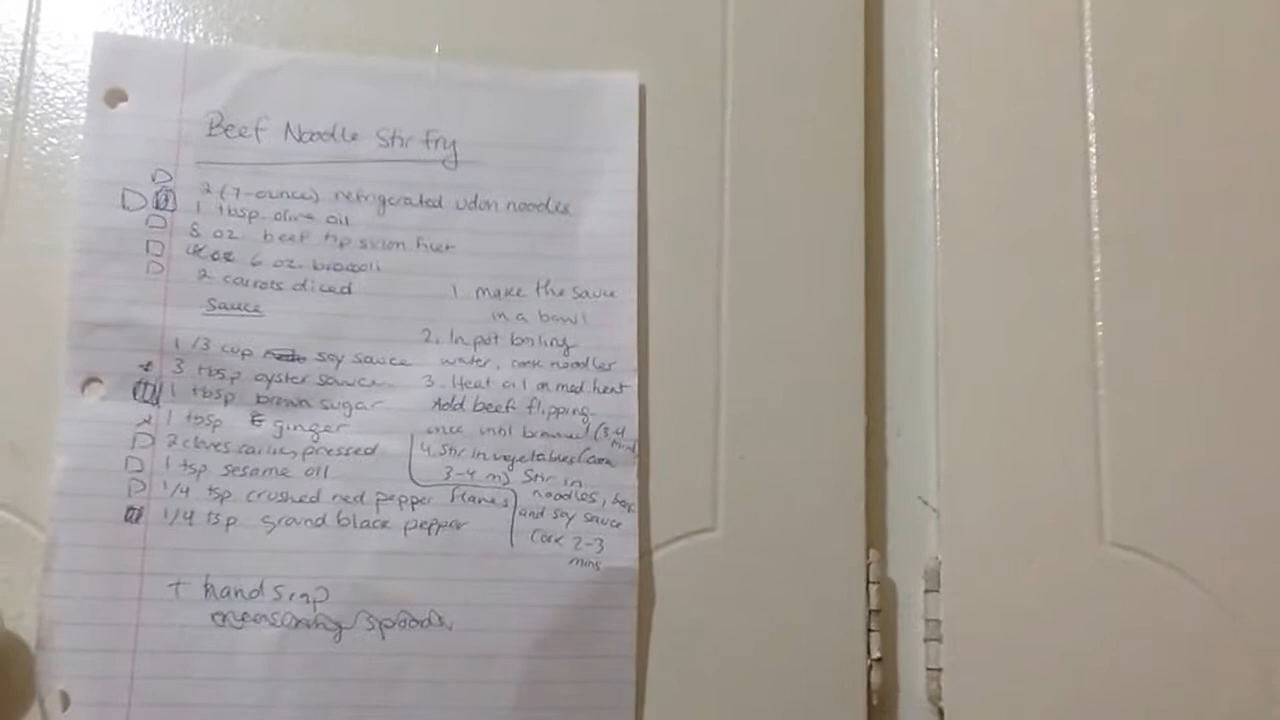 Beef Noodle Stir Fry
2 (7-ounce) refrigerated udon noodles
1 tbsp olive oil
8 oz beef tip sirloin
6 oz. broccoli
2 carrots diced
Sauce
1/3 cup soy sauce
3 tbsp oyster sauce
1 tbsp brown sugar
1 tbsp ginger
2 cloves pressed
1 tsp sesame oil
1/4 tsp crushed red pepper flakes
1/4 tsp ground black pepper
+ hand soap
measuring spoons
1. make the sauce
in a bowl
2. In pot boiling
water, cook noodles
3. Heat oil on med heat
Add beef flipping
once until browned (3-4
min)
4. Stir in vegetables (cook
3-4 m) Stir in
noodles, beef
and soy sauce
Cook 2-3
mins